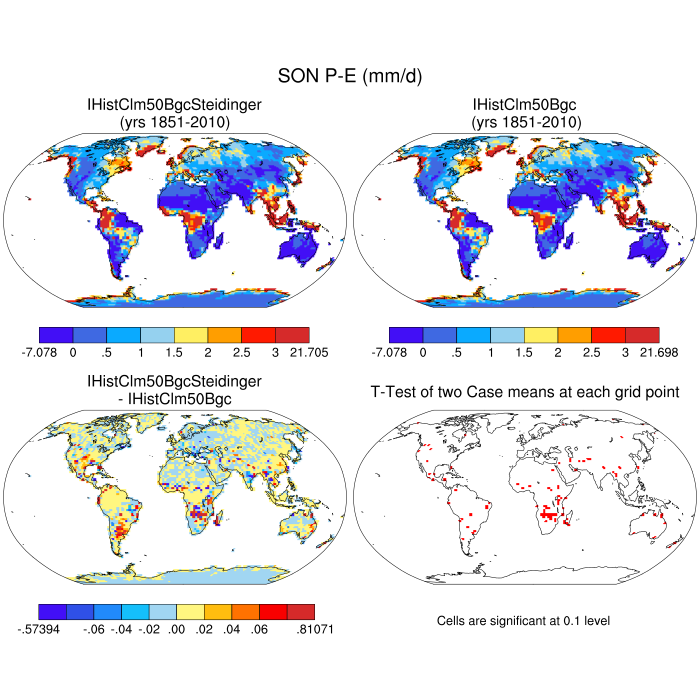 SON P-E (mm/d)
IHistClm50BgcSteidinger
(yrs 1851-2010)
IHistClm50Bgc
(yrs 1851-2010)
-7.078 0 .5 1 1.5 2 2.5 3 21.705
-7.078 0 .5 1 1.5 2 2.5 3 21.698
IHistClm50BgcSteidinger
- IHistClm50Bgc
T-Test of two Case means at each grid point
-.57394 -.06 -.04 -.02 .00 .02 .04 .06 .81071
Cells are significant at 0.1 level